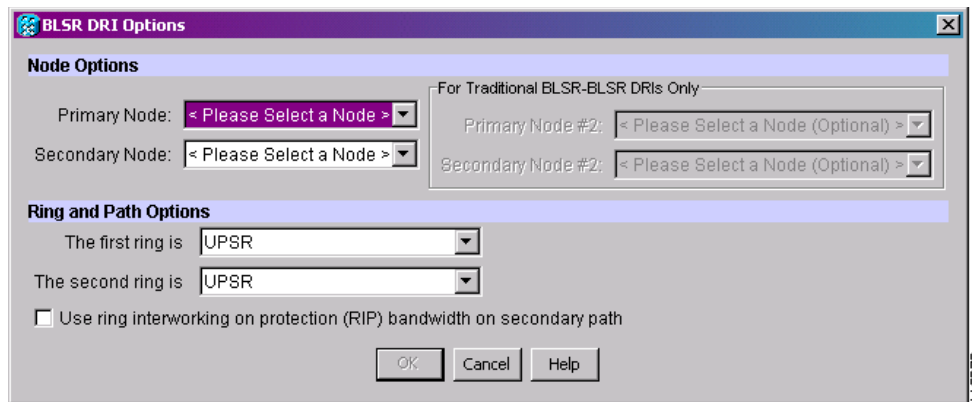 BLSR DRI Options
Node Options
For Traditional BLSR-BLSR DRIs Only
Primary Node: < Please Select a Node >
Primary Node #2: < Please Select a Node (Optional) >
Secondary Node: < Please Select a Node >
Secondary Node #2: < Please Select a Node (Optional) >
Ring and Path Options
The first ring is UPSR
The second ring is UPSR
Use ring interworking on protection (RIP) bandwidth on secondary path
OK Cancel Help